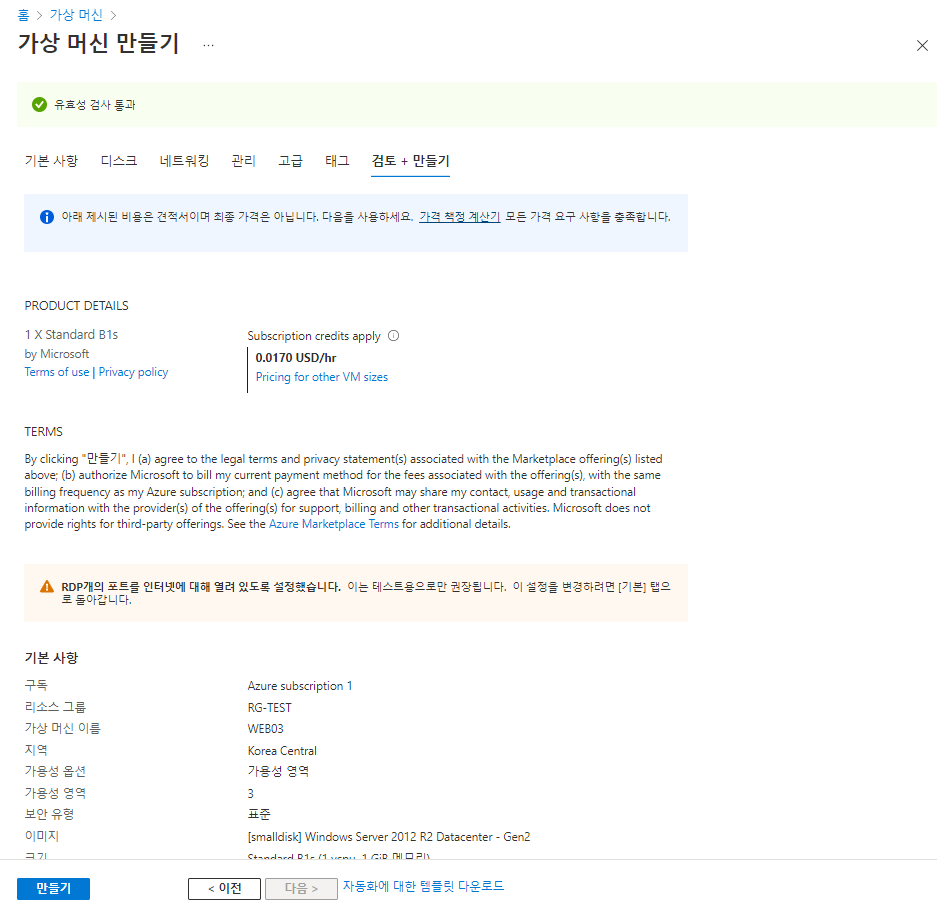 홈 > 가상 머신 >
가상 머신 만들기 ...
유효성 검사 통과
기본 사항 디스크 네트워킹 관리 고급 태그 검토 + 만들기
아래 제시된 비용은 견적서이며 최종 가격은 아닙니다. 다음을 사용하세요. 가격 책정 계산기 모든 가격 요구 사항을 충족합니다.
PRODUCT DETAILS
1 X Standard B1s
by Microsoft
Terms of use | Privacy policy
Subscription credits apply
0.0170 USD/hr
Pricing for other VM sizes
TERMS
By clicking "만들기", I (a) agree to the legal terms and privacy statement(s) associated with the Marketplace offering(s) listed
above; (b) authorize Microsoft to bill my current payment method for the fees associated with the offering(s), with the same
billing frequency as my Azure subscription; and (c) agree that Microsoft may share my contact, usage and transactional
information with the provider(s) of the offering(s) for support, billing and other transactional activities. Microsoft does not
provide rights for third-party offerings. See the Azure Marketplace Terms for additional details.
RDP개의 포트를 인터넷에 대해 열려 있도록 설정했습니다. 이는 테스트용으로만 권장됩니다. 이 설정을 변경하려면 [기본] 탭으
로 돌아갑니다.
기본 사항
구독 Azure subscription 1
리소스 그룹 RG-TEST
가상 머신 이름 WEB03
지역 Korea Central
가용성 옵션 가용성 영역
가용성 영역 3
보안 유형 표준
이미지 [smalldisk] Windows Server 2012 R2 Datacenter - Gen2
크기 Standard B1s (1 vcpu, 1 GiB 메모리)
만들기 < 이전 다음 > 자동화에 대한 템플릿 다운로드